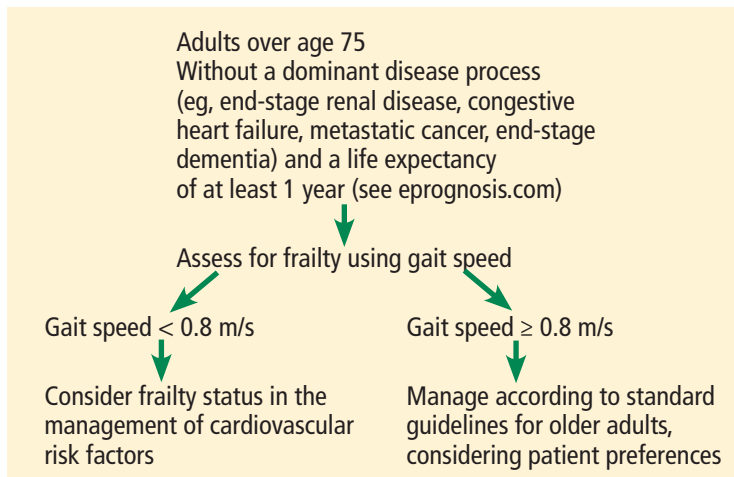 Adults over age 75
Without a dominant disease process
(eg, end-stage renal disease, congestive
heart failure, metastatic cancer, end-stage
dementia) and a life expectancy
of at least 1 year (see eprognosis.com)
Assess for frailty using gait speed
Gait speed < 0.8 m/s
Gait speed ≥ 0.8 m/s
Consider frailty status in the
management of cardiovascular
risk factors
Manage according to standard
guidelines for older adults,
considering patient preferences